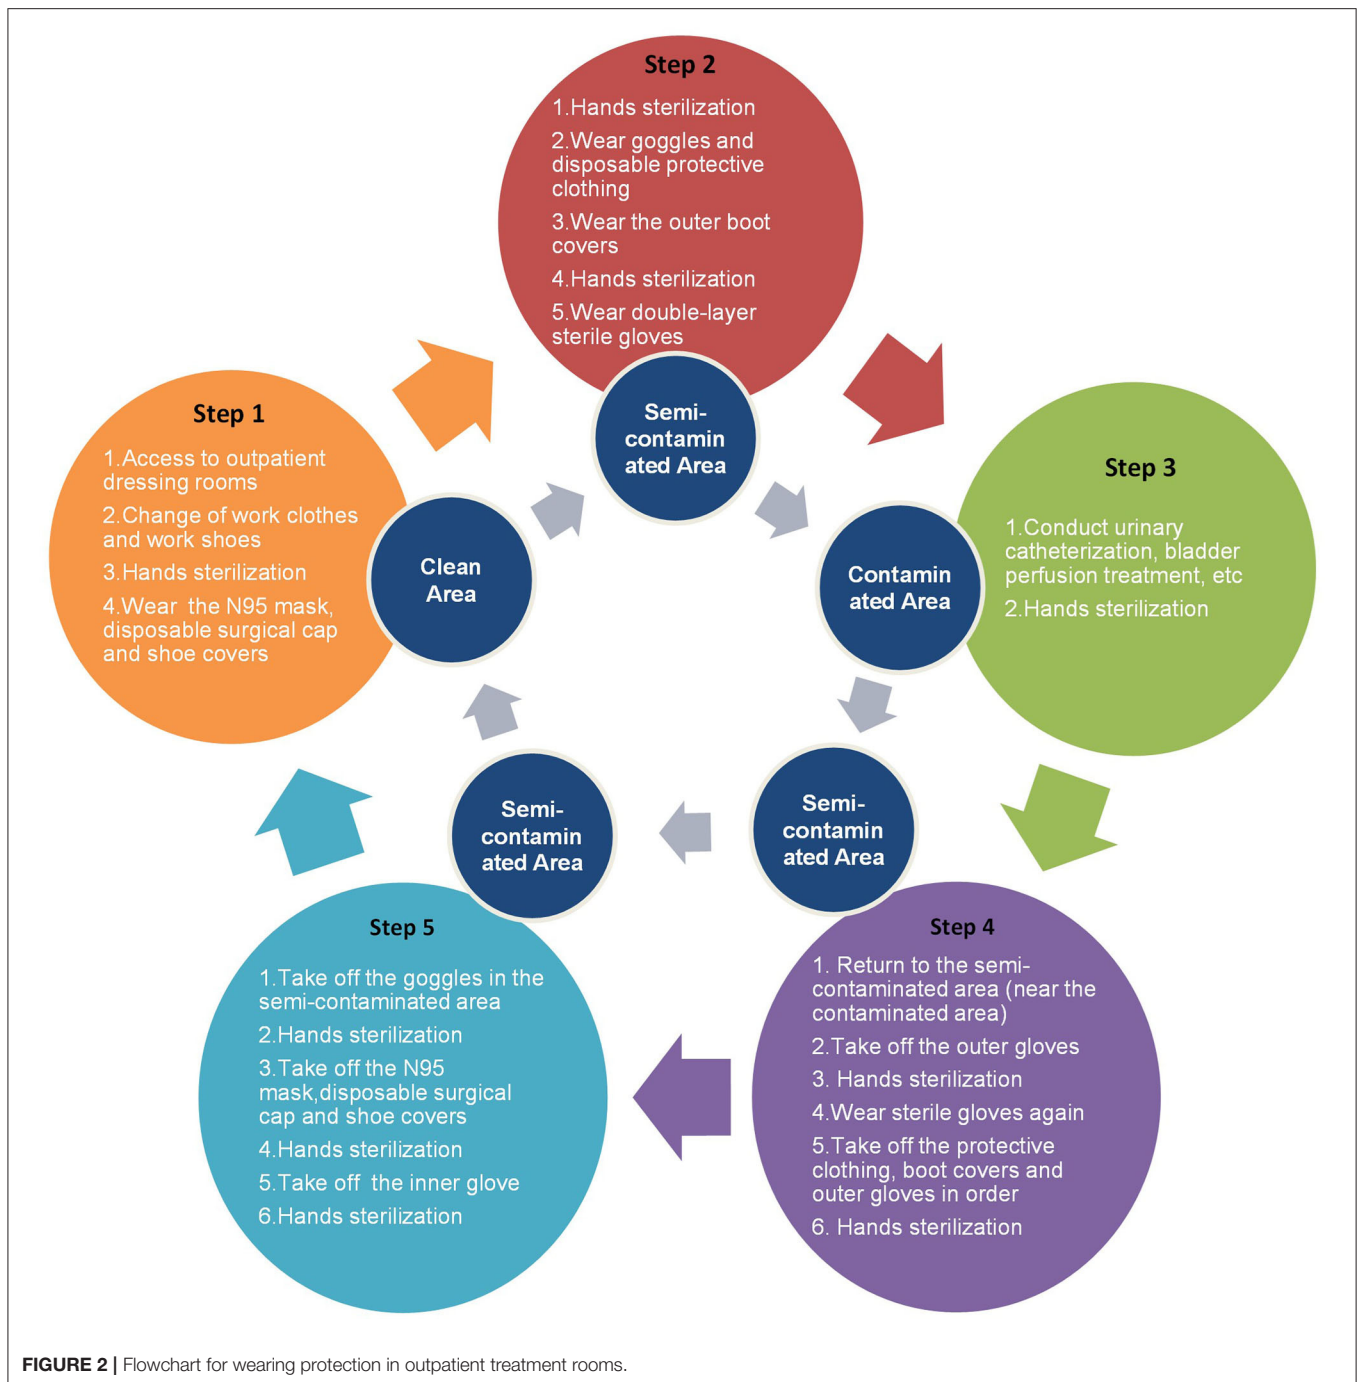 Step 1
1.Access to outpatient
dressing rooms
2.Change of work clothes
and work shoes
3.Hands sterilization
4.Wear the N95 mask,
disposable surgical cap
and shoe covers
Clean
Area
Step 2
1.Hands sterilization
2.Wear goggles and
disposable protective
clothing
3.Wear the outer boot
covers
4.Hands sterilization
5.Wear double-layer
sterile gloves
Semi-
contamin
ated Area
Step 3
1.Conduct urinary
catheterization, bladder
perfusion treatment, etc
2.Hands sterilization
Contamin
ated Area
Step 4
1. Return to the semi-
contaminated area (near the
contaminated area)
2.Take off the outer gloves
3. Hands sterilization
4.Wear sterile gloves again
5.Take off the protective
clothing, boot covers and
outer gloves in order
6. Hands sterilization
Semi-
contamin
ated Area
Step 5
1.Take off the goggles in the
semi-contaminated area
2.Hands sterilization
3.Take off the N95
mask,disposable surgical
cap and shoe covers
4.Hands sterilization
5.Take off the inner glove
6.Hands sterilization
Semi-
contamin
ated Area
FIGURE 2 | Flowchart for wearing protection in outpatient treatment rooms.